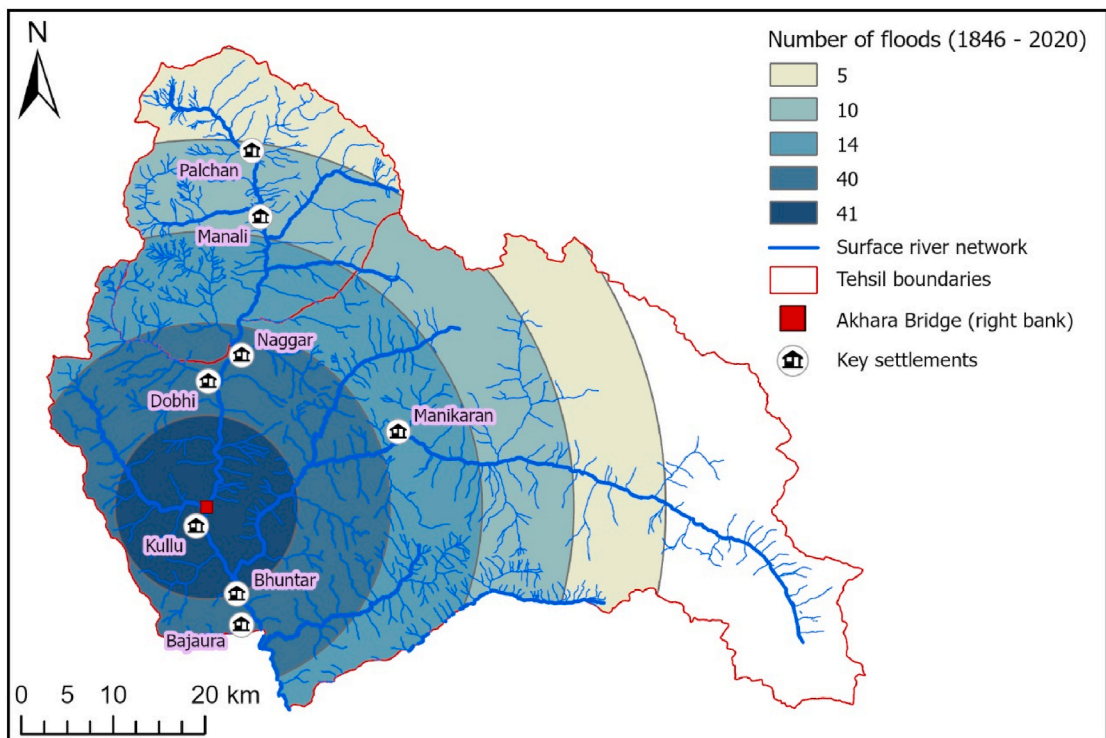 N
Number of floods (1846 - 2020)
5
10
14
40
41
Surface river network
Tehsil boundaries
Akhara Bridge (right bank)
Key settlements
Palchan
Manali
Naggar
Dobhi
Manikaran
Kullu
Bhuntar
Bajaura
0 5 10 20 km